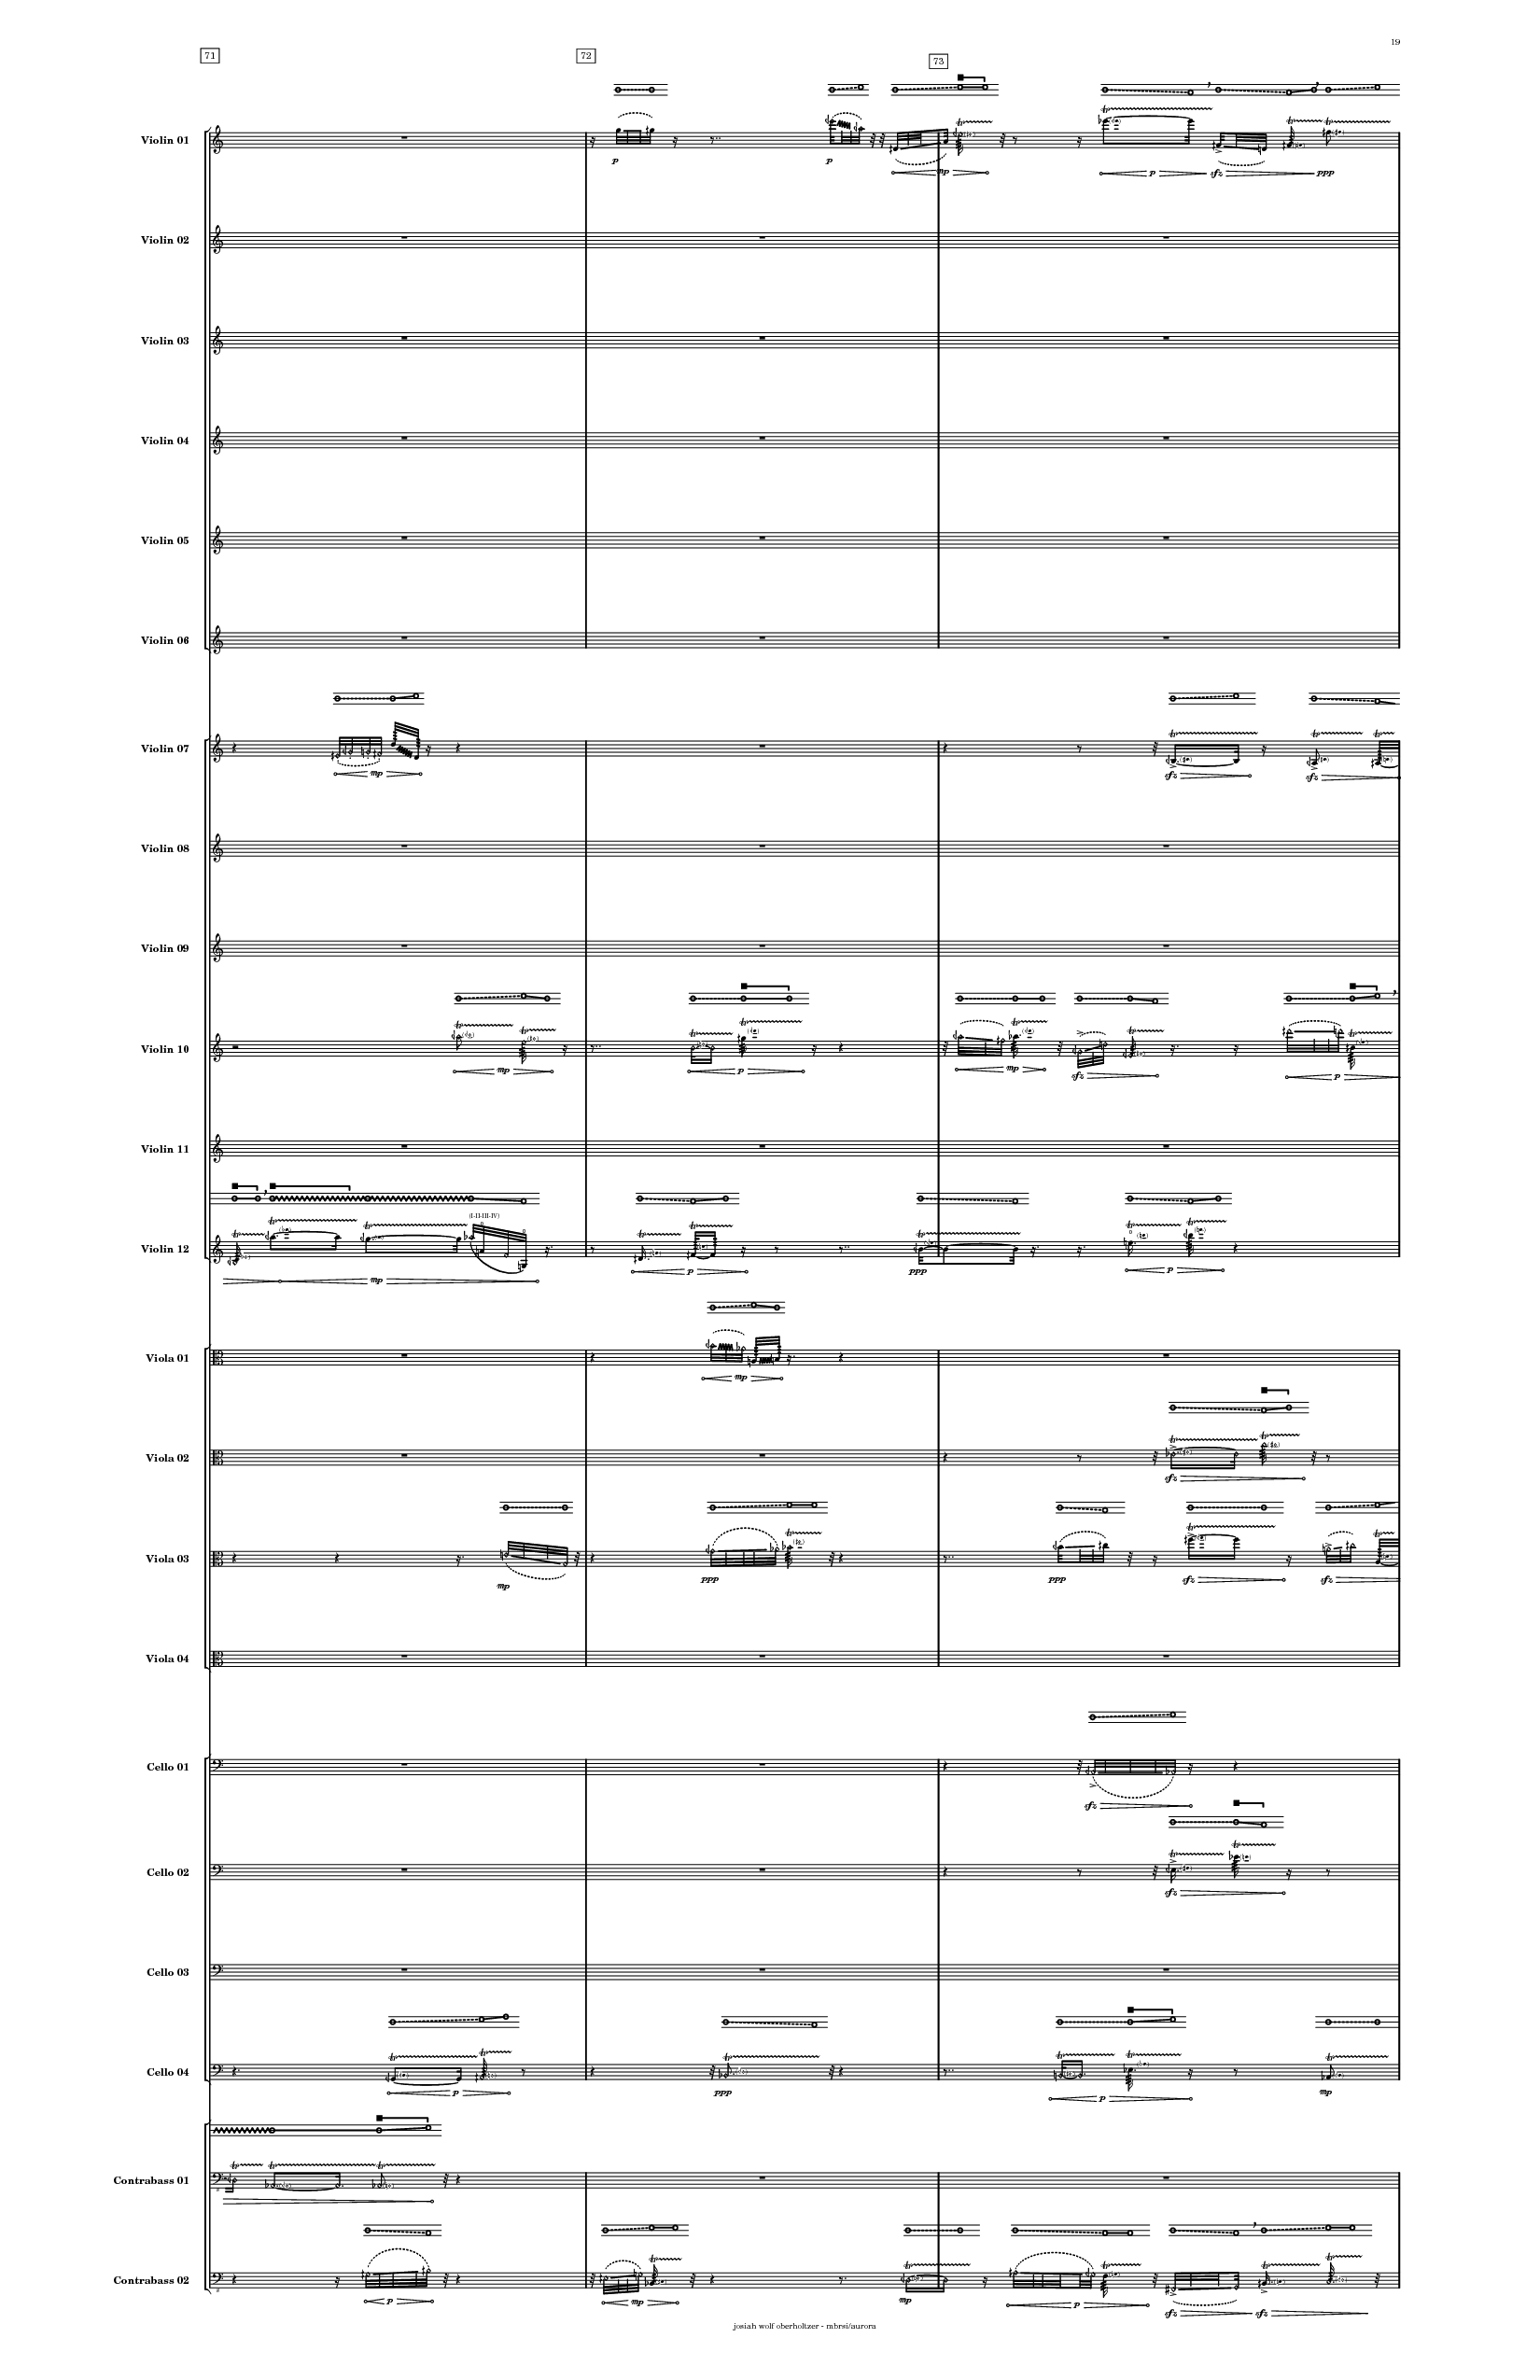 19
71
72
73
Violin 01
p
p
mp
p
sfz
ppp
Violin 02
Violin 03
Violin 04
Violin 05
Violin 06
Violin 07
mp
sfz
sfz
Violin 08
Violin 09
Violin 10
mp
p
mp
sfz
p
Violin 11
(I-II-III-IV)
Violin 12
mp
p
ppp
p
Viola 01
mp
Viola 02
sfz
Viola 03
mp
ppp
ppp
sfz
sfz
Viola 04
Cello 01
sfz
Cello 02
sfz
Cello 03
Cello 04
p
ppp
p
mp
Contrabass 01
Contrabass 02
p
mp
mp
p
sfz
sfz
josiah wolf oberholtzer - mbrsi/aurora